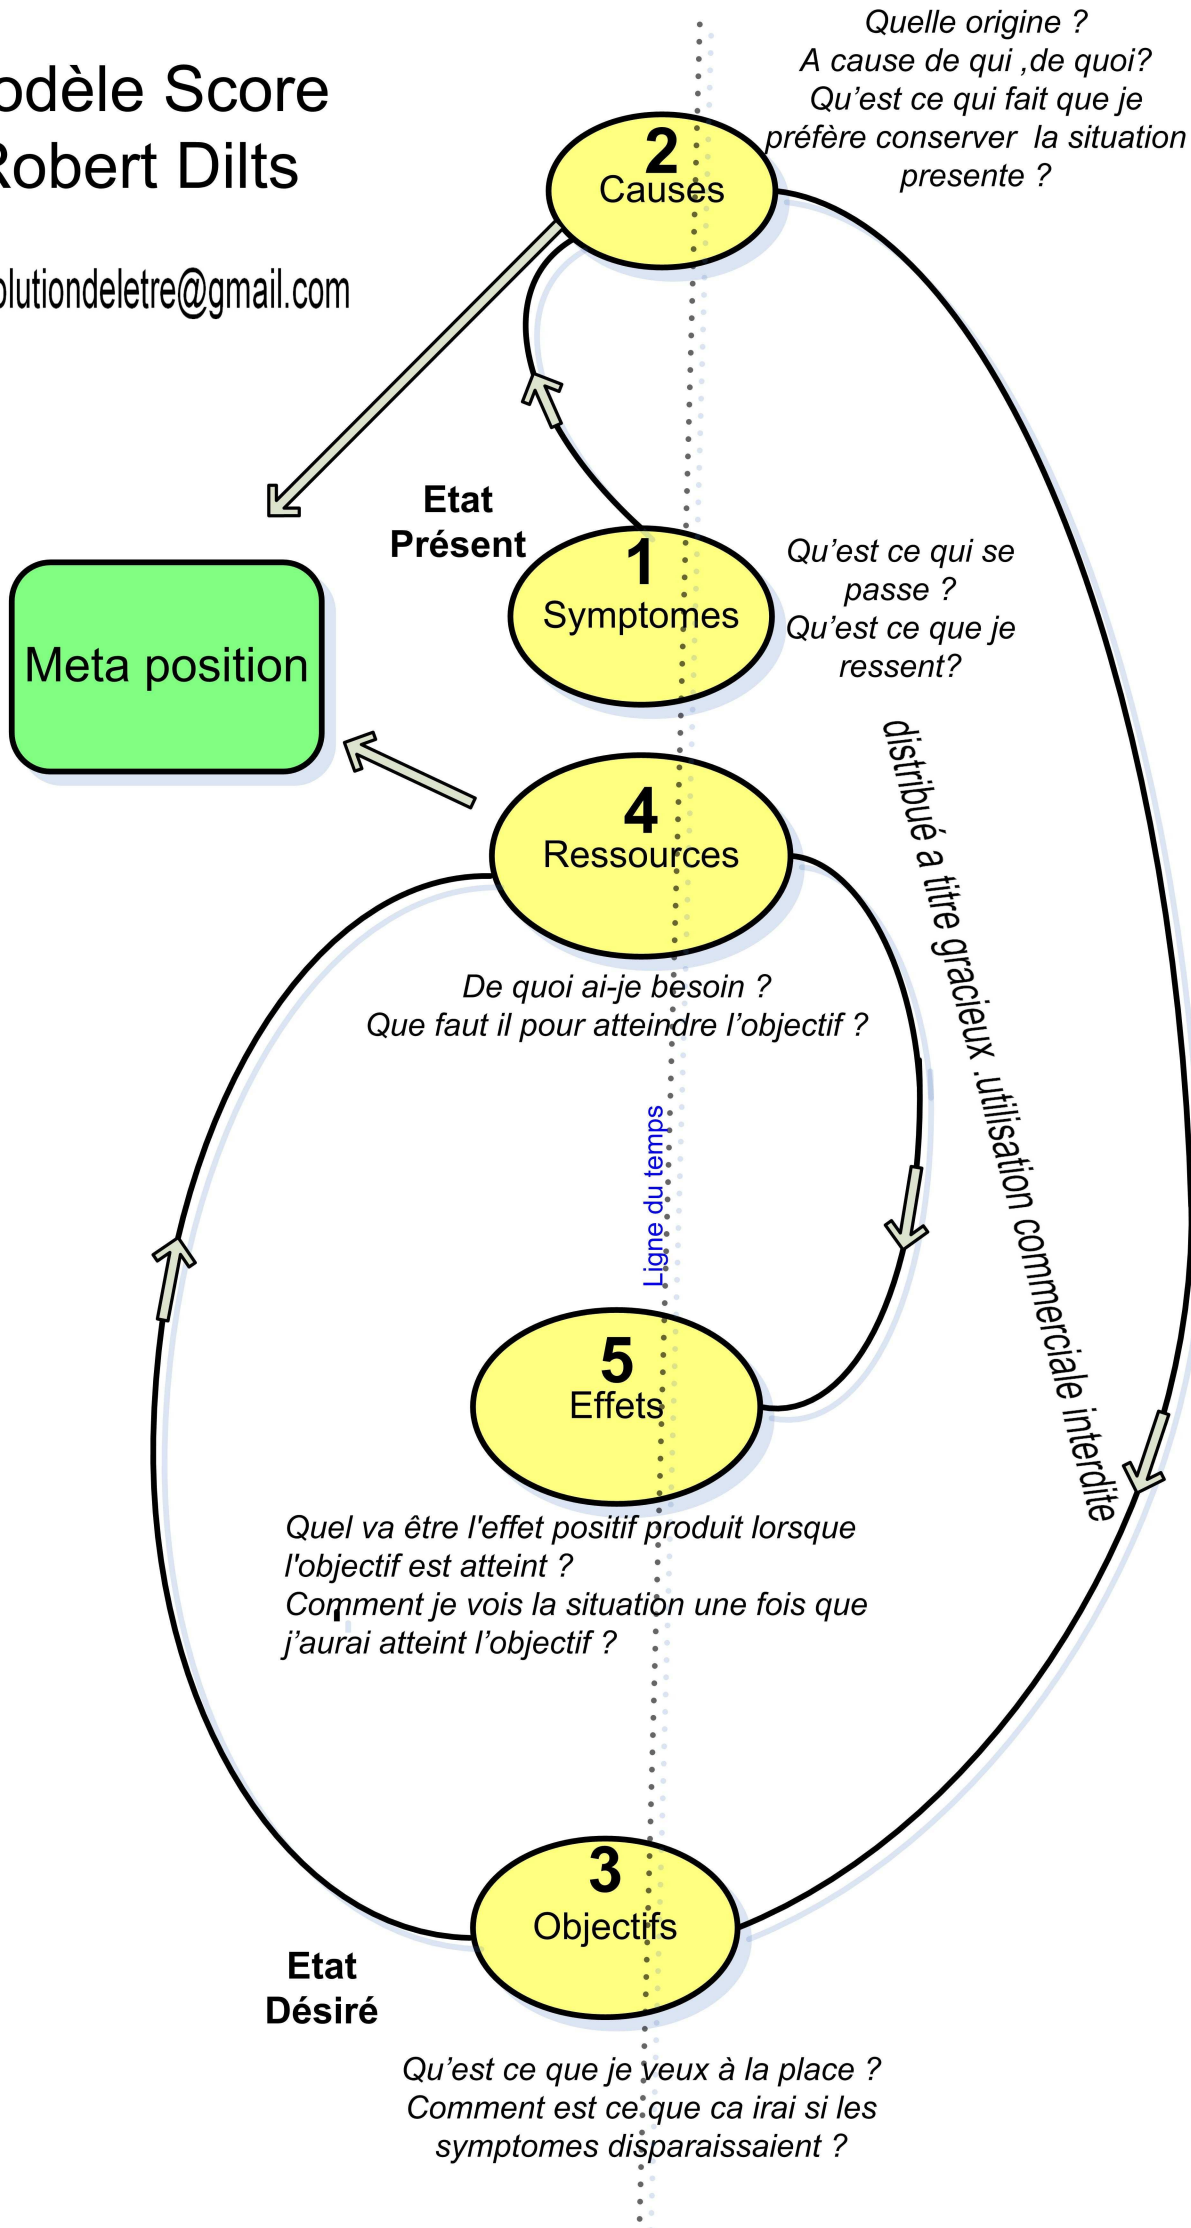 odèle Score
Robert Dilts
olutiondeletre@gmail.com
Quelle origine ?
A cause de qui ,de quoi?
Qu'est ce qui fait que je
préfère conserver  la situation
presente ?
2
Causes
Etat
Présent
1
Symptomes
Qu'est ce qui se
passe ?
Qu'est ce que je
ressent?
Meta position
4
Ressources
De quoi ai-je besoin ?
Que faut il pour atteindre l'objectif ?
distribué a titre gracieux .utilisation commerciale interdite
Ligne du temps
5
Effets
Quel va être l'effet positif produit lorsque
l'objectif est atteint ?
Comment je vois la situation une fois que
j'aurai atteint l'objectif ?
3
Objectifs
Etat
Désiré
Qu'est ce que je veux à la place ?
Comment est ce que ca irai si les
symptomes disparaissaient ?